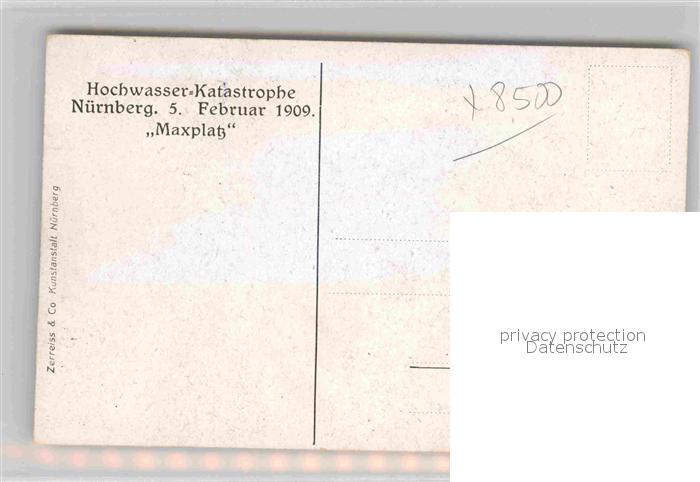 Hochwasser-Katastrophe
Nürnberg. 5. Februar 1909.
„Maxplatz“
x 8500
Zerreiss & Co Kunstanstalt Nürnberg
privacy protection
Datenschutz